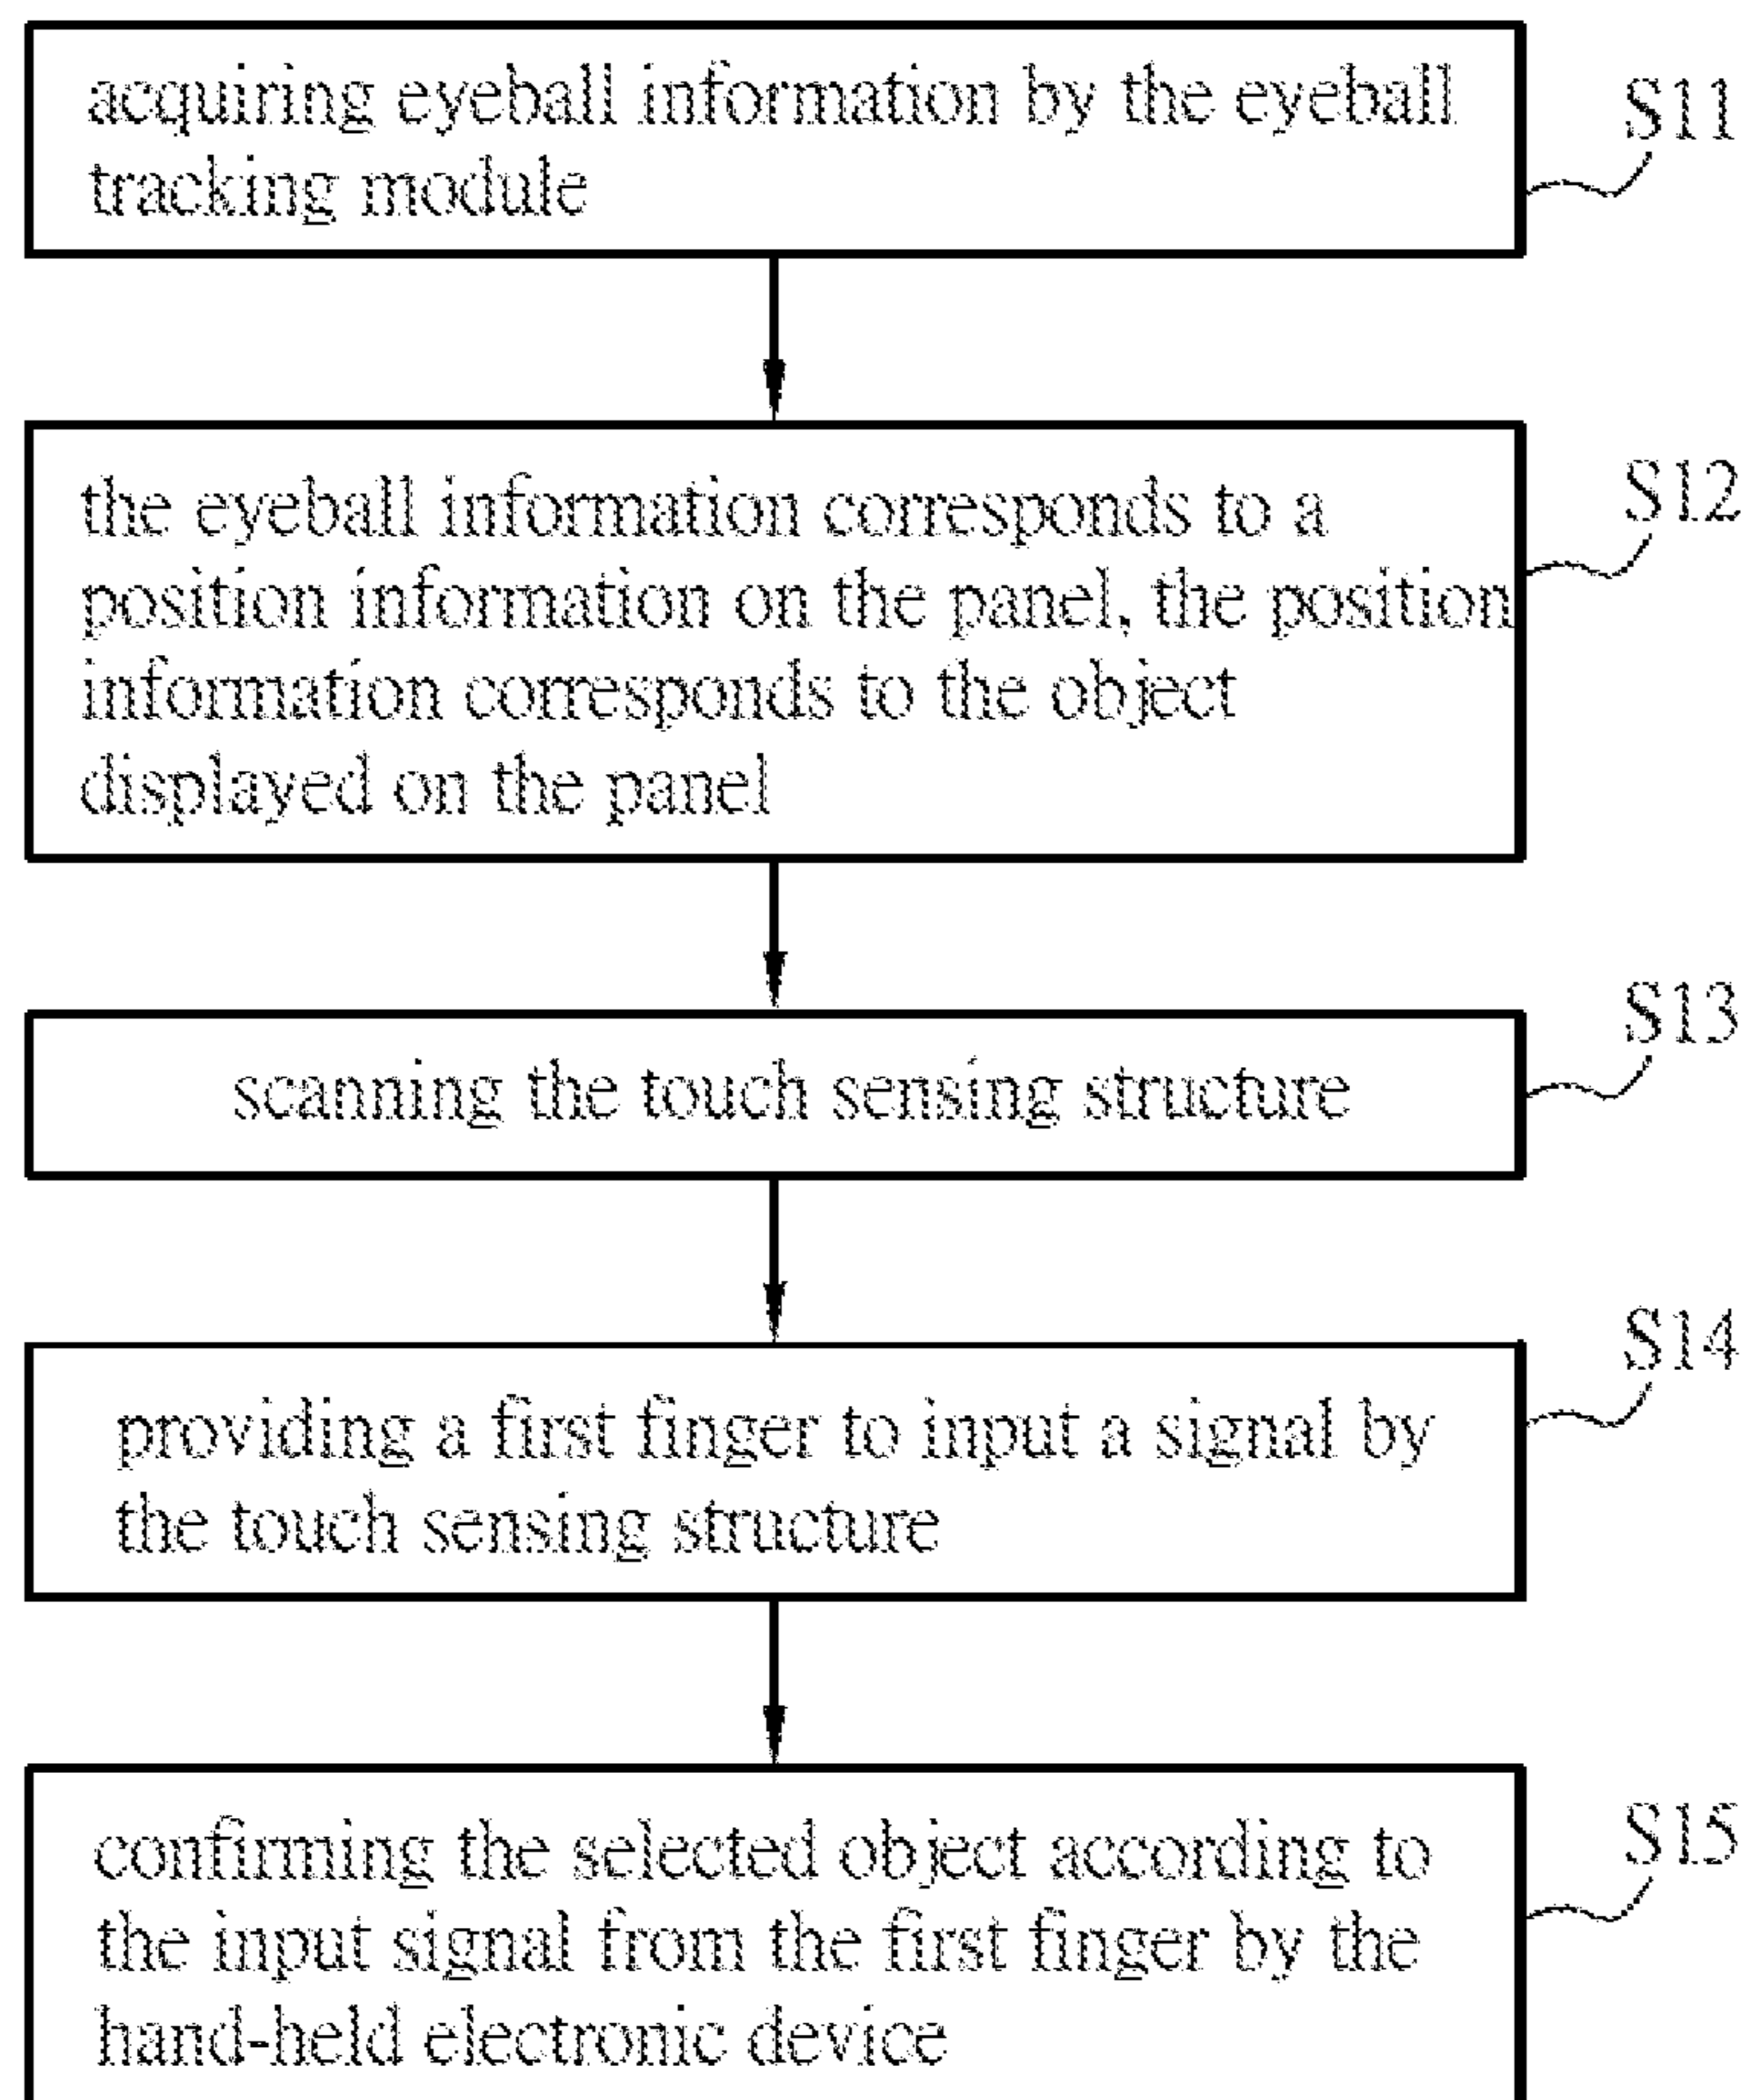 acquiring eyeball information by the eyeball
tracking module
S11
the eyeball information corresponds to a
position information on the panel, the position
information corresponds to the object
displayed on the panel
S12
scanning the touch sensing structure
S13
providing a first finger to input a signal by
the touch sensing structure
S14
confirming the selected object according to
the input signal from the first finger by the
hand-held electronic device
S15